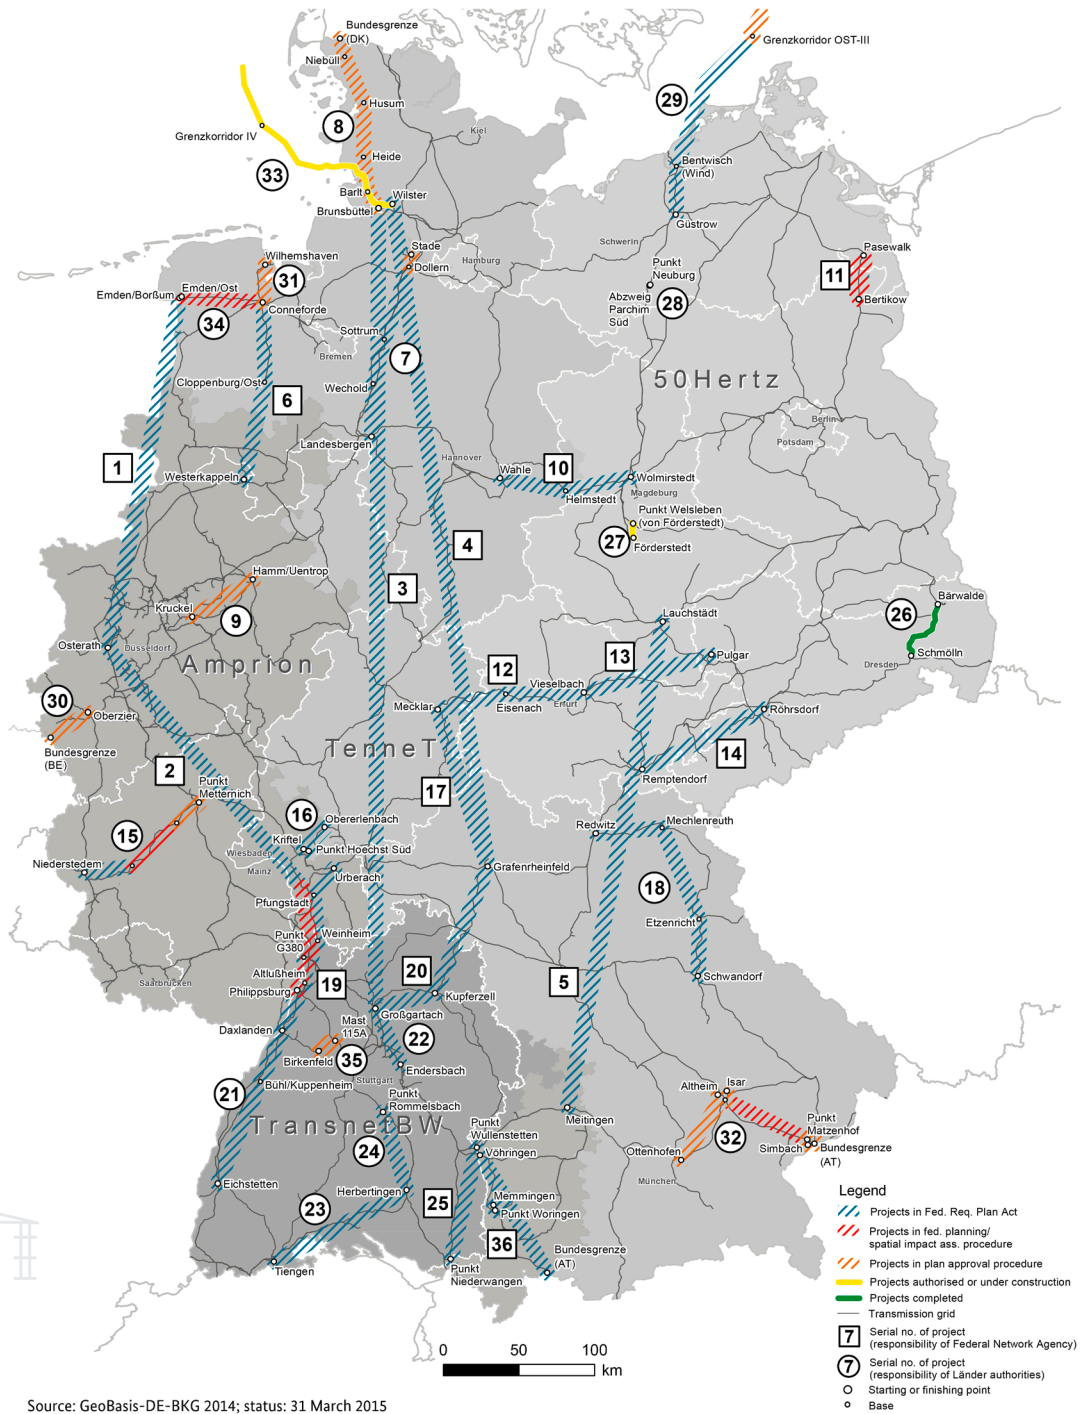 Bundesgrenze
(DK)
Grenzkorridor OST-III
Niebüll
29
Husum
8
Grenzkorridor IV
Kiel
Heide
Bentwisch
(Wind)
33
Barlt
Wilster
Brunsbüttel
Güstrow
Schwerin
Stade
Pasewalk
Wilhemshaven
Hamburg
Dollern
Punkt
Neuburg
11
31
Emden/Ost
Emden/Borßum
Abzweig
Parchim
Süd
28
Bertikow
Conneforde
34
Sottrum
Bremen
7
50Hertz
Cloppenburg/Ost
Wechold
6
Berlin
Landesbergen
Potsdam
Hannover
1
Wahle
10
Westerkappeln
Wolmirstedt
Helmstedt
Magdeburg
Punkt Welsleben
(von Förderstedt)
27
Förderstedt
4
Hamm/Uentrop
3
Bärwalde
Kruckel
26
9
Lauchstädt
Osterath
Düsseldorf
Schmölln
Amprion
13
Pulgar
Dresden
12
Vieselbach
30
Oberzier
Mecklar
Eisenach
Erfurt
Röhrsdorf
TenneT
Bundesgrenze
(BE)
14
2
Punkt
Metternich
Remptendorf
17
16
Obererlenbach
Redwitz
Mechlenreuth
15
Kriftel
Punkt Hoechst Süd
Wiesbaden
Niederstedem
Mainz
Urberach
Grafenrheinfeld
18
Pfungstadt
Etzenricht
Punkt
G380
Weinheim
Altlußheim
20
Saarbrücken
Philippsburg
19
5
Schwandorf
Kupferzell
Großgartach
Daxlanden
Mast
115A
22
Birkenfeld
35
Endersbach
Stuttgart
Altheim
Isar
21
Bühl/Kuppenheim
Punkt
Rommelsbach
TransnetBW
Punkt
Wullenstetten
Meitingen
Punkt
Matzenhof
32
24
Vöhringen
Ottenhofen
Simbach
Bundesgrenze
(AT)
Eichstetten
Herbertingen
München
Memmingen
25
Punkt Woringen
23
36
Bundesgrenze
(AT)
Tiengen
Punkt
Niederwangen
Legend
Projects in Fed. Req. Plan Act
Projects in fed. planning/
spatial impact ass. procedure
Projects in plan approval procedure
Projects authorised or under construction
Projects completed
Transmission grid
7
Serial no. of project
(responsibility of Federal Network Agency)
7
Serial no. of project
(responsibility of Länder authorities)
Starting or finishing point
Base
0 50 100
km
Source: GeoBasis-DE-BKG 2014; status: 31 March 2015